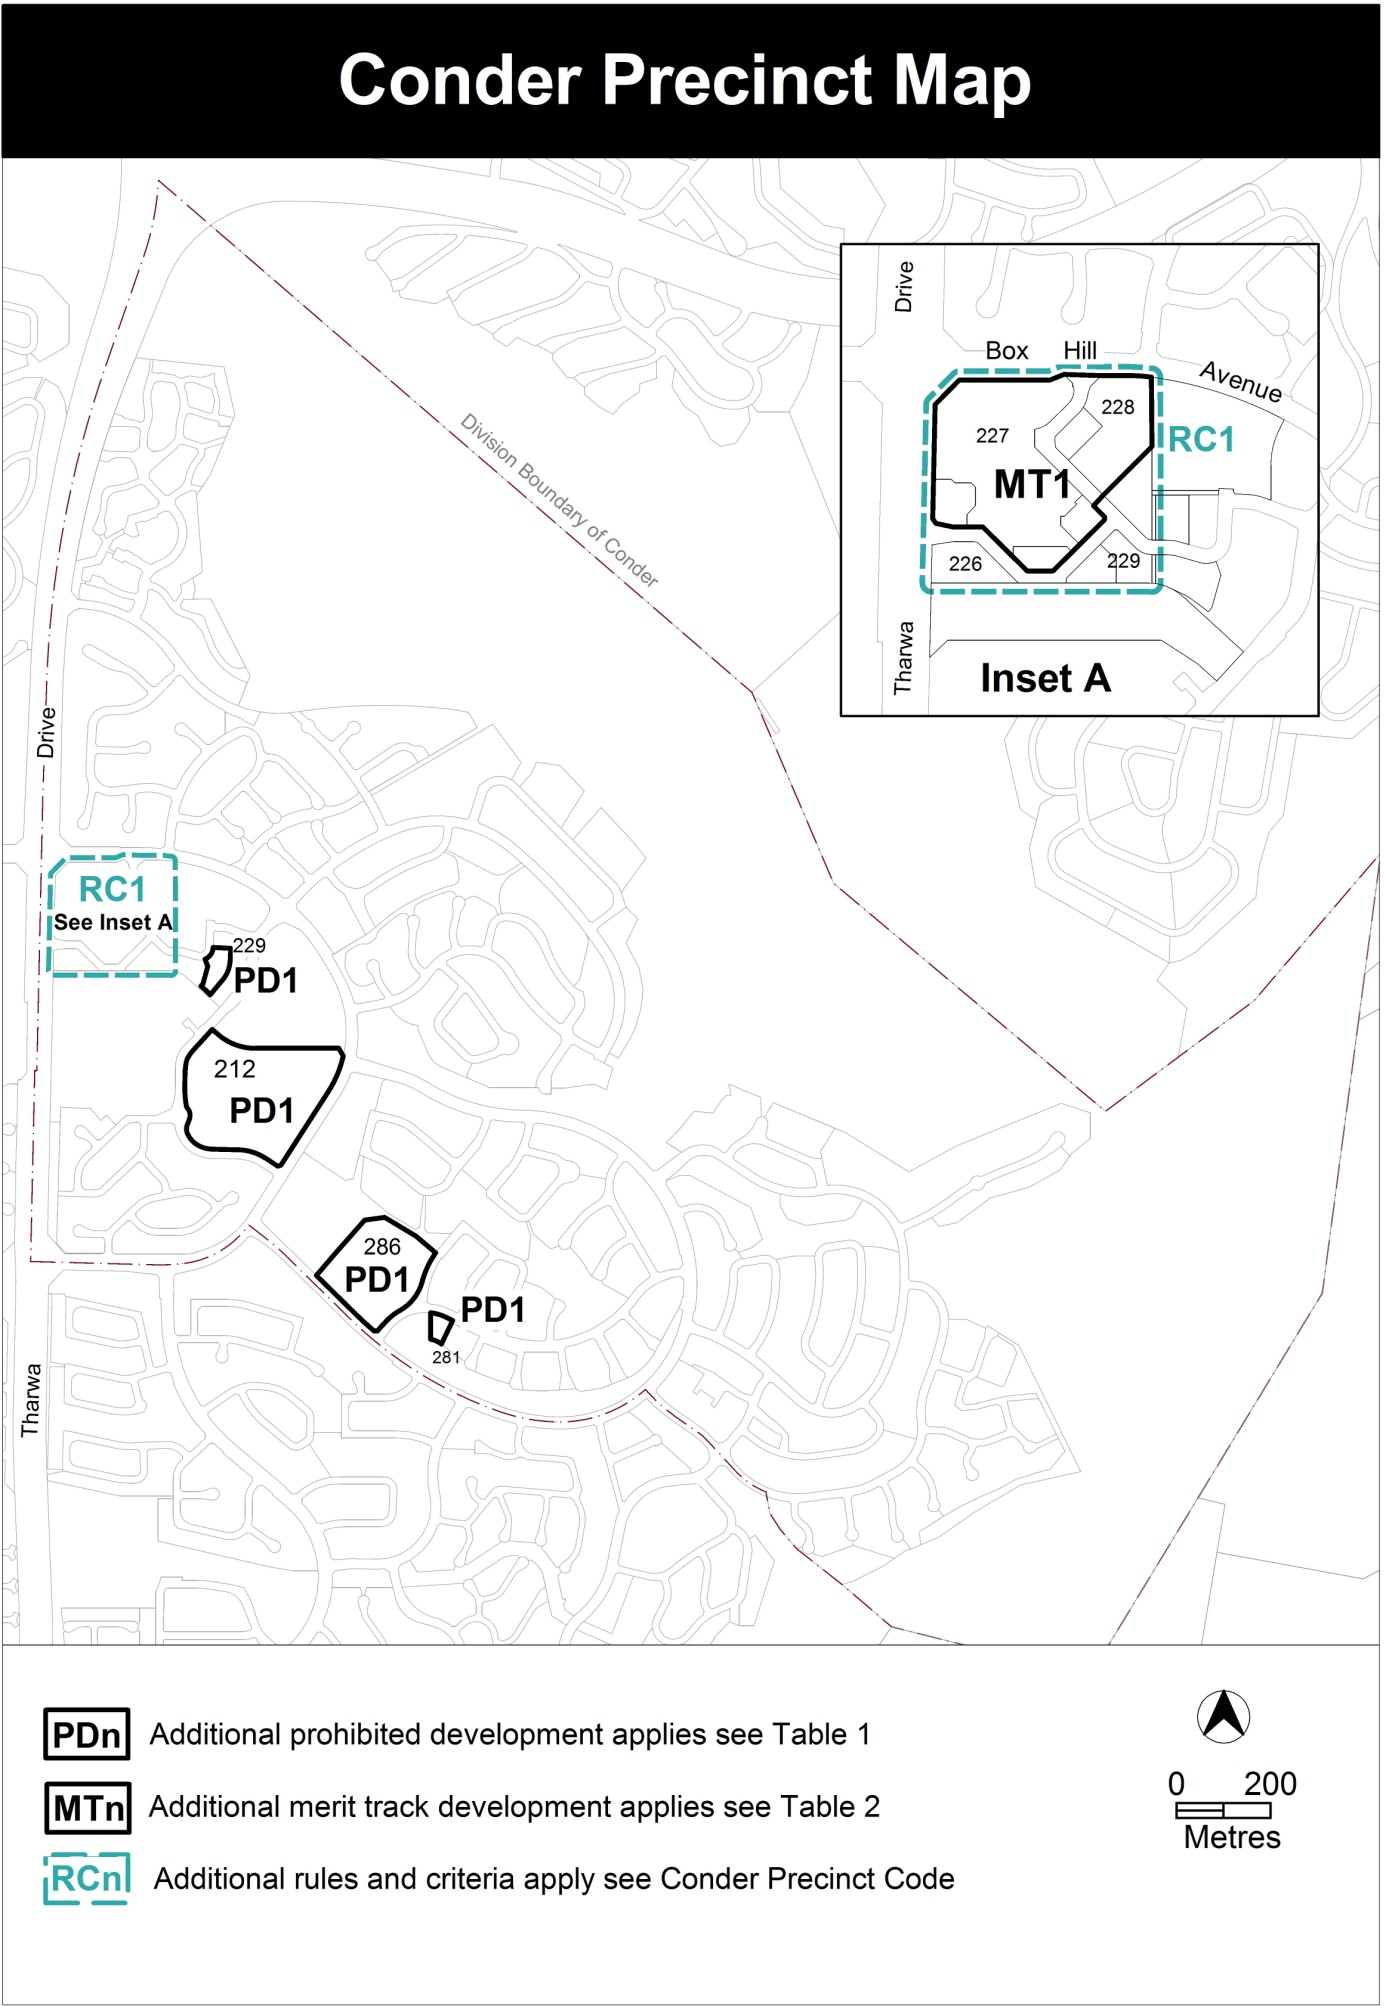 Conder Precinct Map
Drive
Box Hill
Avenue
228
227
RC1
MT1
226
229
Tharwa
Inset A
Division Boundary of Conder
Drive
RC1
See Inset A
229
PD1
212
PD1
286
PD1
PD1
281
Tharwa
PDn Additional prohibited development applies see Table 1
MTn Additional merit track development applies see Table 2
RCn Additional rules and criteria apply see Conder Precinct Code
0 200
Metres